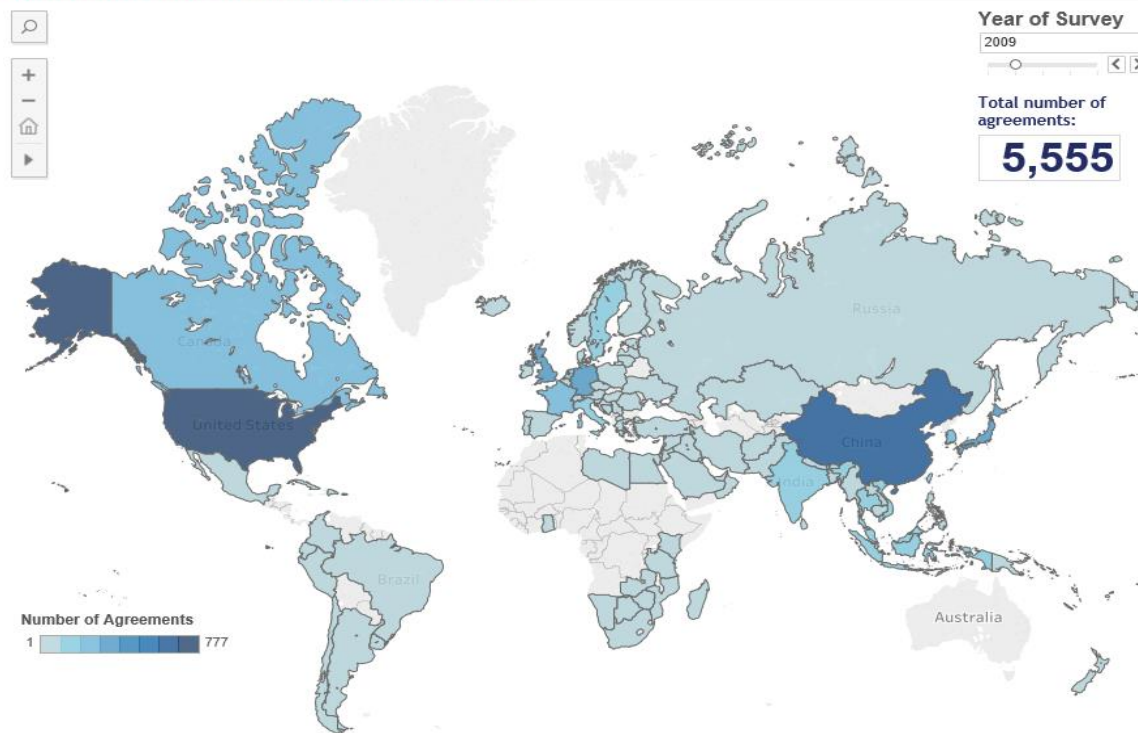 Year of Survey
2009
Total number of
agreements:
5,555
Canada
Russia
United States
China
India
Brazil
Australia
Number of Agreements
1 777